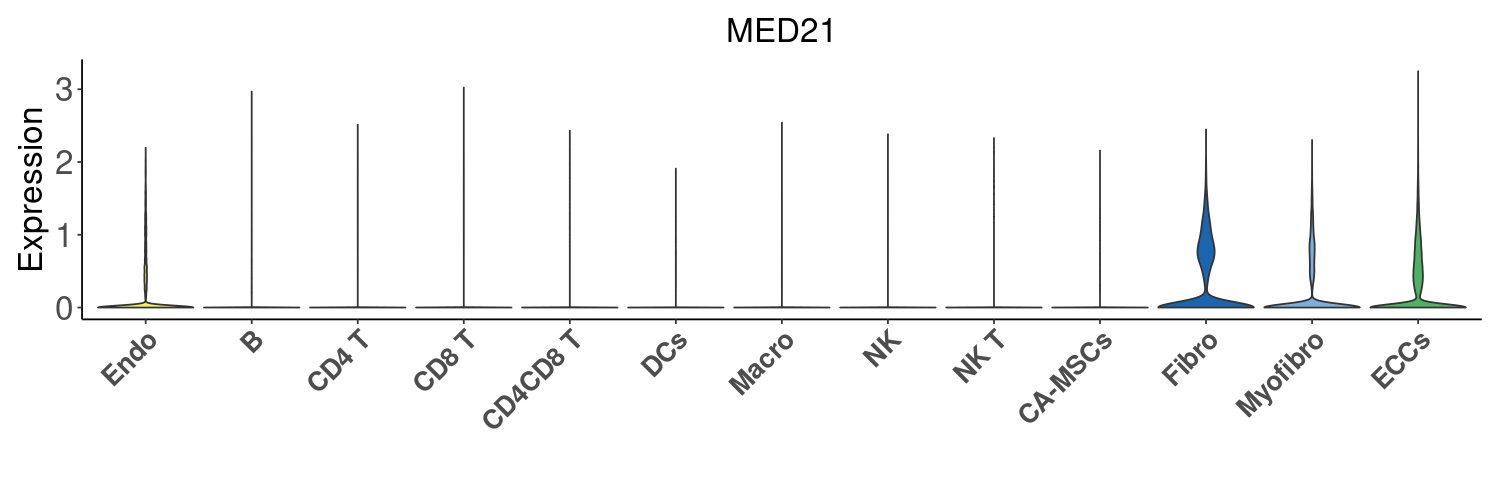 MED21
Expression
3
2
1
0
Endo
B
CD4 T
CD8 T
CD4CD8 T
DCs
Macro
NK
NK T
CA-MSCs
Fibro
Myofibro
ECCs